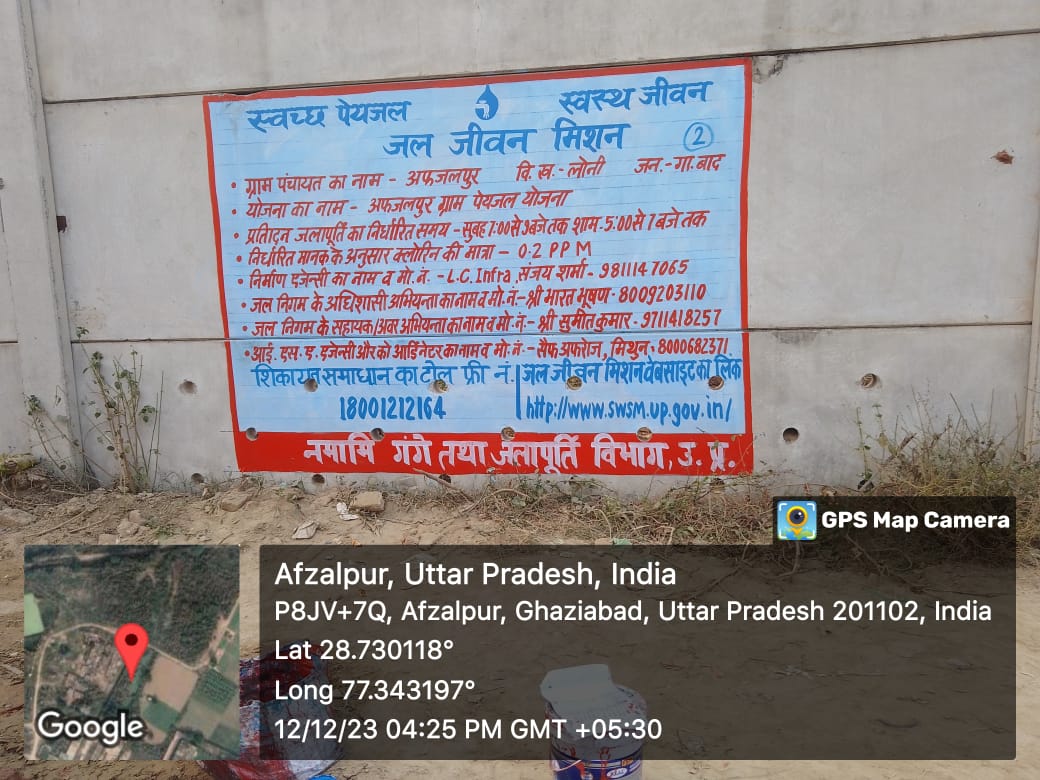 स्वच्छ पेयजल स्वस्थ जीवन
जल जीवन मिशन 2
• ग्राम पंचायत का नाम - अफजलपुर वि.ख.-लोनी जन.-गा.बाद
• योजना का नाम - अफजलपुर ग्राम पेयजल योजना
• प्रतिदिन जलापूर्ति का निर्धारित समय - सुबह 7:00 से 9 बजे तक शाम - 5:00 से 7 बजे तक
• निर्धारित मानक के अनुसार क्लोरिन की मात्रा - 0.2 PPM
• निर्माण एजेन्सी का नाम व मो.नं. - L.C. Infra, संजय शर्मा - 9811147065
• जल निगम के अधिशासी अभियन्ता का नाम व मो.नं.- श्री भारत भूषण - 8009203110
• जल निगम के सहायक/अवर अभियन्ता का नाम व मो.नं.- श्री सुमीत कुमार - 9711418257
• आई. एस. ए. एजेन्सी और को आर्डिनेटर का नाम व मो.नं.- सैफ अफरोज, मिथुन - 8000682371
शिकायत समाधान का टोल फ्री नं. जल जीवन मिशन वेबसाइट का लिंक
18001212164 http://www.swsm.up.gov.in/
नमामि गंगे तथा जलापूर्ति विभाग, उ. प्र.
GPS Map Camera
Afzalpur, Uttar Pradesh, India
P8JV+7Q, Afzalpur, Ghaziabad, Uttar Pradesh 201102, India
Lat 28.730118°
Long 77.343197°
12/12/23 04:25 PM GMT +05:30
Google